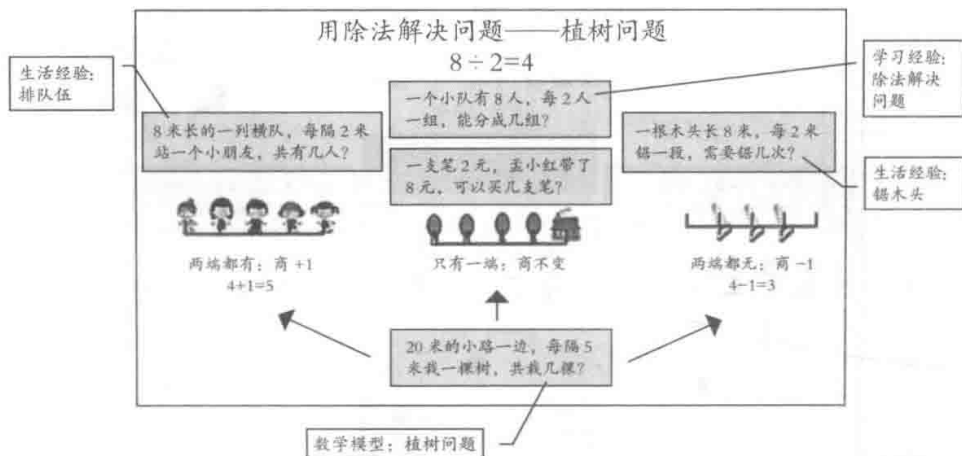 用除法解决问题——植树问题
8÷2=4
生活经验：
排队伍
学习经验：
除法解决
问题
一个小队有8人，每2人
一组，能分成几组？
8米长的一列横队，每隔2米
站一个小朋友，共有几人？
一根木头长8米，每2米
锯一段，需要锯几次？
一支笔2元，孟小红带了
8元，可以买几支笔？
生活经验：
锯木头
两端都有：商+1
4+1=5
只有一端：商不变
两端都无：商-1
4-1=3
20米的小路一边，每隔5
米栽一棵树，共栽几棵？
数学模型：植树问题